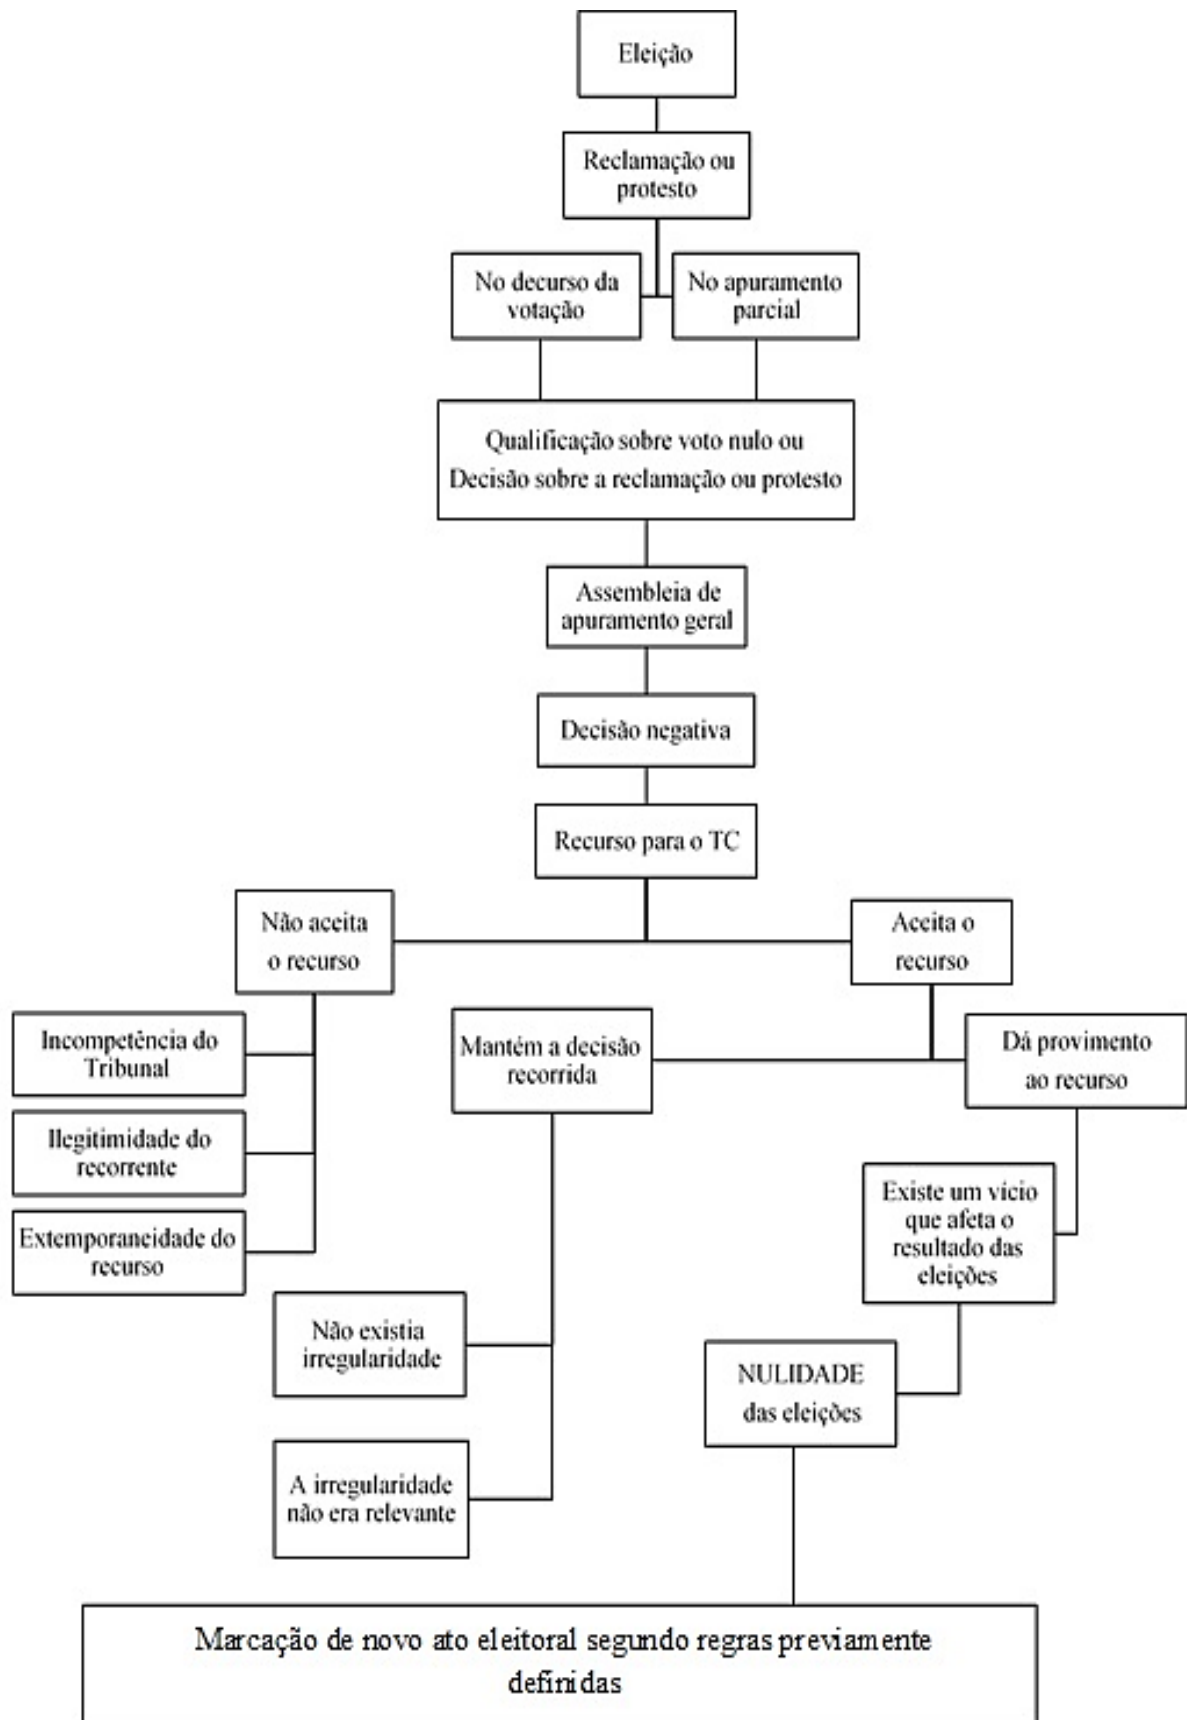 Eleição
Reclamação ou
protesto
No decurso da
votação
No apuramento
parcial
Qualificação sobre voto nulo ou
Decisão sobre a reclamação ou protesto
Assembleia de
apuramento geral
Decisão negativa
Recurso para o TC
Não aceita
o recurso
Aceita o
recurso
Incompetência do
Tribunal
Ilegitimidade do
recorrente
Extemporaneidade do
recurso
Mantém a decisão
recorrida
Dá provimento
ao recurso
Não existia
irregularidade
A irregularidade
não era relevante
Existe um vício
que afeta o
resultado das
eleições
NULIDADE
das eleições
Marcação de novo ato eleitoral segundo regras previamente
definidas